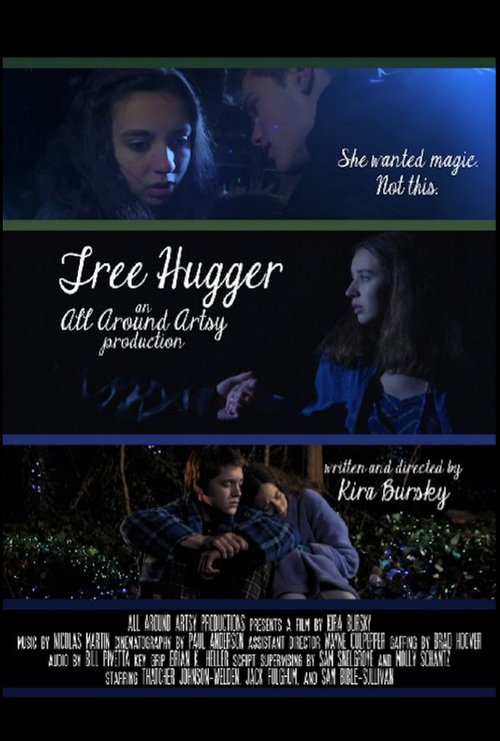 She wanted magic.
Not this.
Tree Hugger
an
All Around Artsy
production
written and directed by
Kira Bursky
ALL AROUND ARTSY PRODUCTIONS PRESENTS A FILM BY KIRA BURSKY
MUSIC BY NICOLAS MARTIN CINEMATOGRAPHY BY PAUL ANDERSON ASSISTANT DIRECTOR WAYNE CULPEPPER GAFFING BY BRAD HOOVER
AUDIO BY BILL PIVETTA KEY GRIP BRIAN K. HELLER SCRIPT SUPERVISING BY SAM SNELGROVE AND MOLLY SCHANTZ
STARRING THATCHER JOHNSON-WELDEN, JACK FULGHUM, AND SAM BIBLE-SULLIVAN